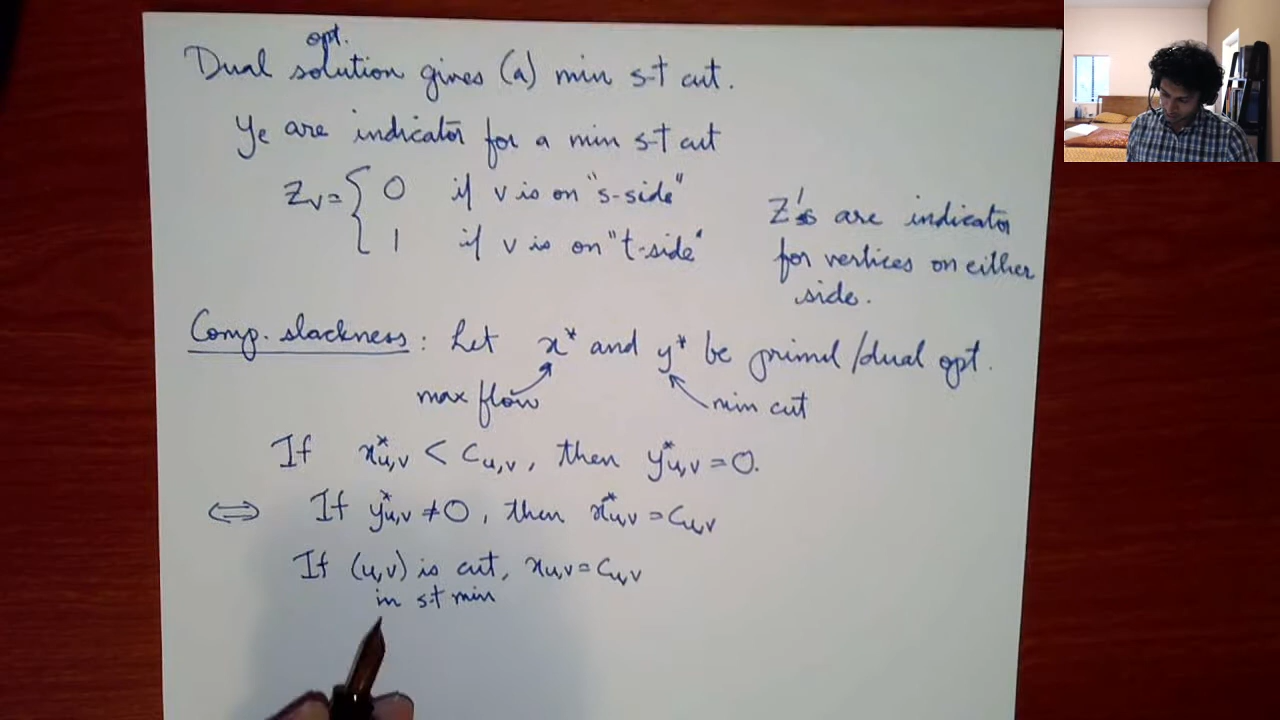 opt.
Dual solution gives (a) min s-t cut.
ye are indicator for a min s-t cut
Zv = { 0 if v is on "s-side"
1 if v is on "t-side"
Z's are indicator
for vertices on either
side.
Comp. slackness : Let x* and y* be primal/dual opt.
max flow
min cut
If x*u,v < Cu,v, then y*u,v = 0.
⇔ If y*u,v ≠ 0, then x*u,v = Cu,v
If (u,v) is cut, xu,v = Cu,v
in s-t min